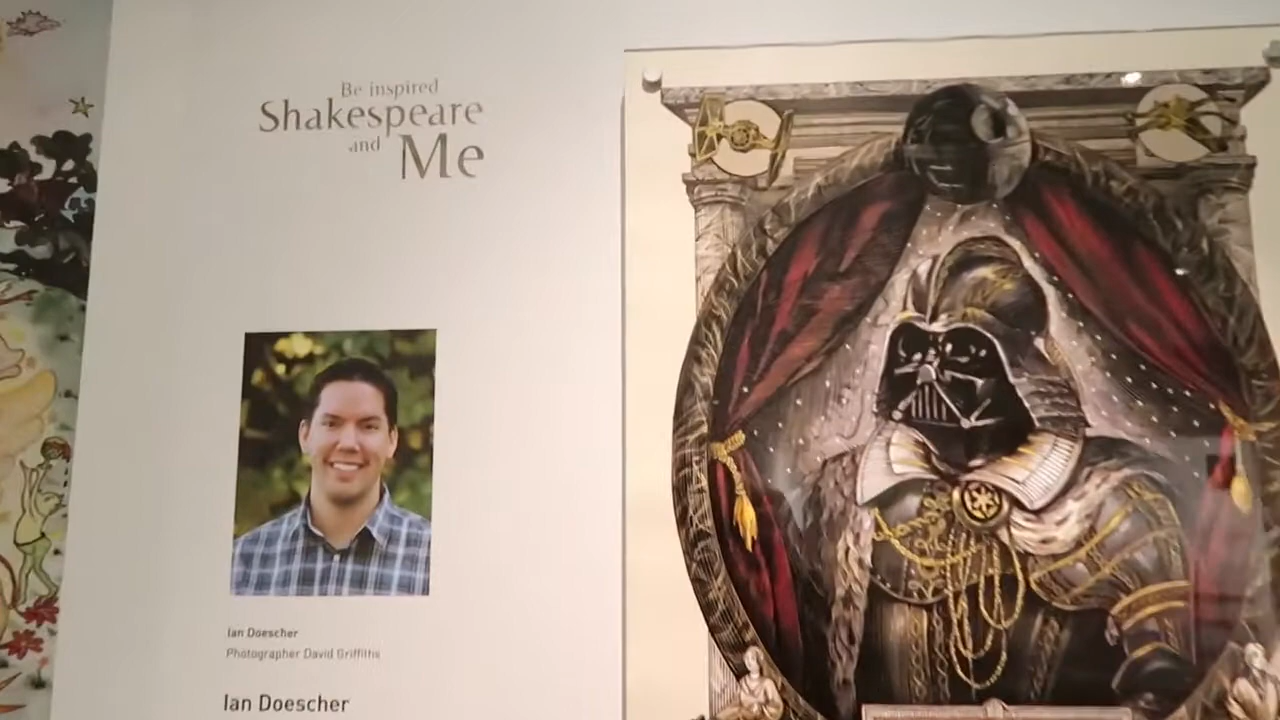 Be inspired
Shakespeare
and Me
Ian Doescher
Photographer David Griffiths
Ian Doescher